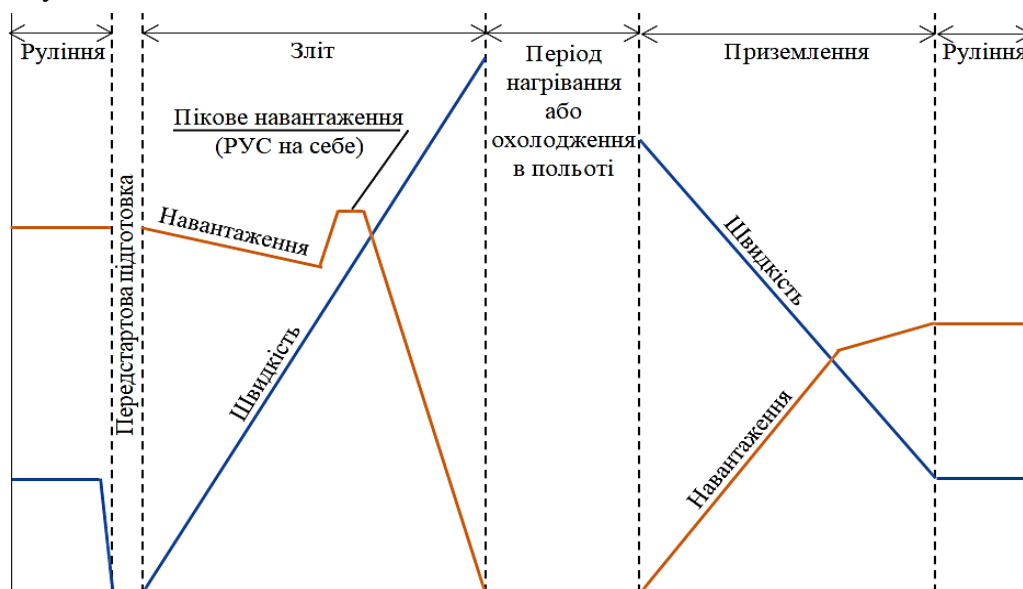 Руління
Зліт
Період
нагрівання
або
охолодження
в польоті
Приземлення
Руління
Передстартова підготовка
Пікове навантаження
(РУС на себе)
Навантаження
Швидкість
Швидкість
Навантаження